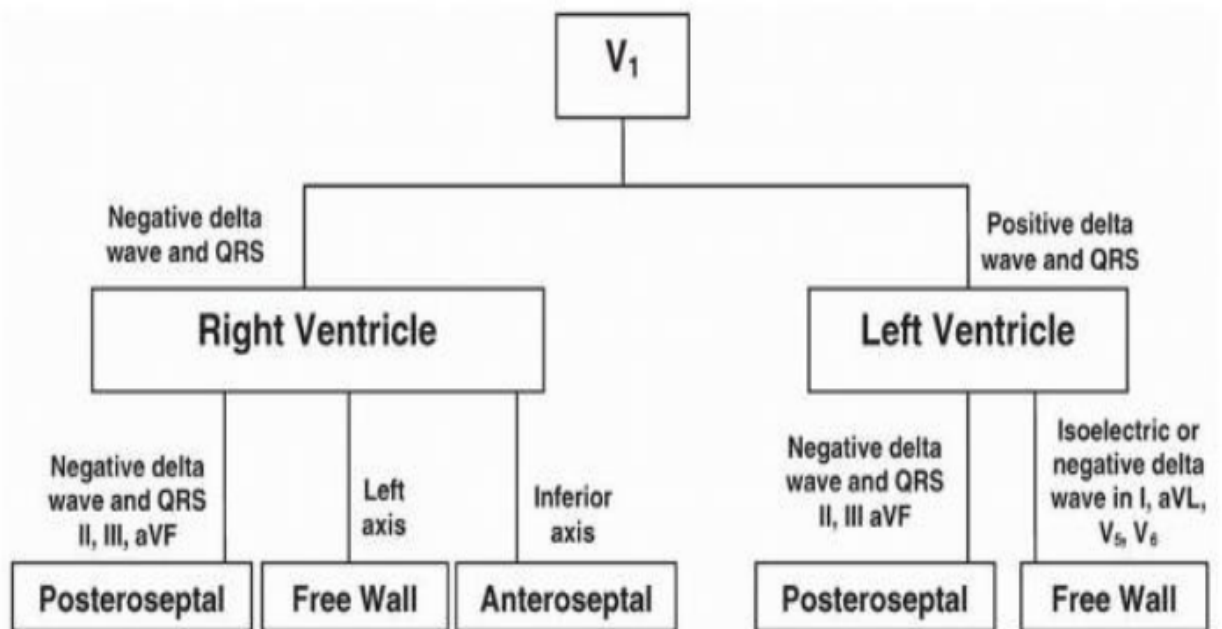 V₁
Negative delta
wave and QRS
Positive delta
wave and QRS
Right Ventricle
Left Ventricle
Negative delta
wave and QRS
II, III, aVF
Left
axis
Inferior
axis
Negative delta
wave and QRS
II, III aVF
Isoelectric or
negative delta
wave in I, aVL,
V₅, V₆
Posteroseptal
Free Wall
Anteroseptal
Posteroseptal
Free Wall